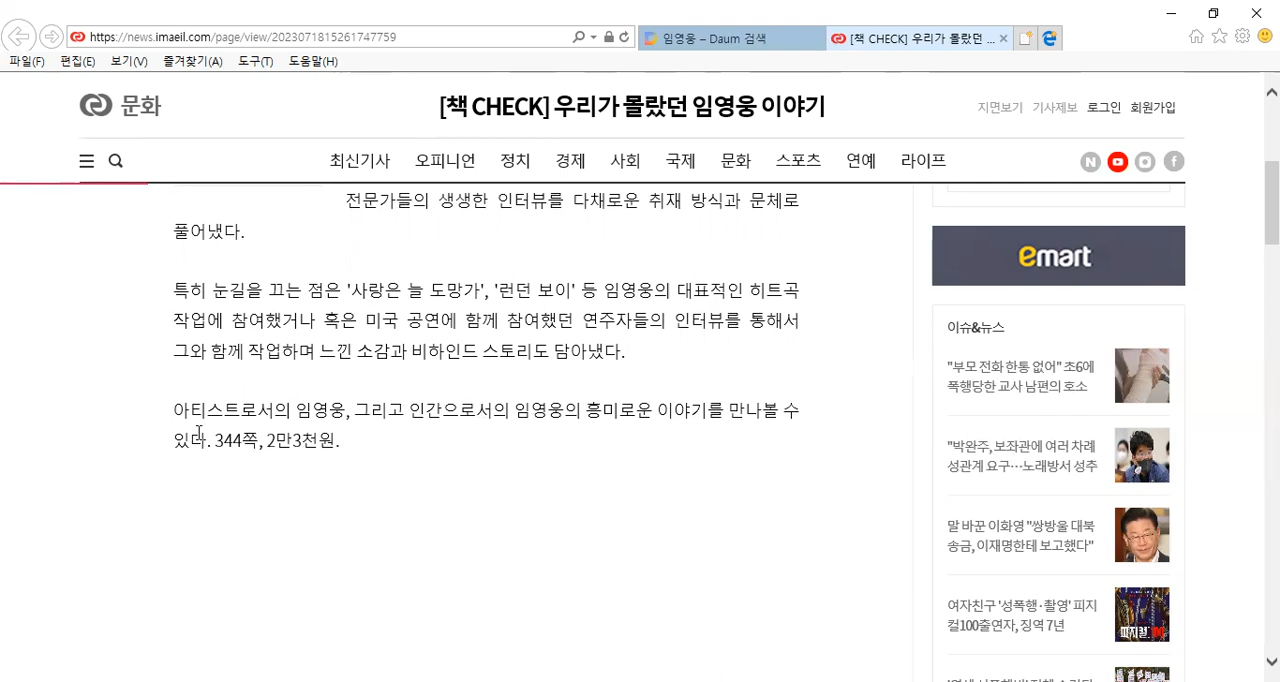 https://news.imaeil.com/page/view/2023071815261747759
임영웅 – Daum 검색
[책 CHECK] 우리가 몰랐던 ...
파일(F) 편집(E) 보기(V) 즐겨찾기(A) 도구(T) 도움말(H)
문화
[책 CHECK] 우리가 몰랐던 임영웅 이야기
지면보기 기사제보 로그인 회원가입
최신기사 오피니언 정치 경제 사회 국제 문화 스포츠 연예 라이프
N
f
전문가들의 생생한 인터뷰를 다채로운 취재 방식과 문체로
풀어냈다.
특히 눈길을 끄는 점은 '사랑은 늘 도망가', '런던 보이' 등 임영웅의 대표적인 히트곡
작업에 참여했거나 혹은 미국 공연에 함께 참여했던 연주자들의 인터뷰를 통해서
그와 함께 작업하며 느낀 소감과 비하인드 스토리도 담아냈다.
아티스트로서의 임영웅, 그리고 인간으로서의 임영웅의 흥미로운 이야기를 만나볼 수
있다. 344쪽, 2만3천원.
emart
이슈&뉴스
"부모 전화 한통 없어" 초6에
폭행당한 교사 남편의 호소
"박완주, 보좌관에 여러 차례
성관계 요구…노래방서 성추
말 바꾼 이화영 "쌍방울 대북
송금, 이재명한테 보고했다"
여자친구 '성폭행·촬영' 피지
컬100출연자, 징역 7년
피지컬:100